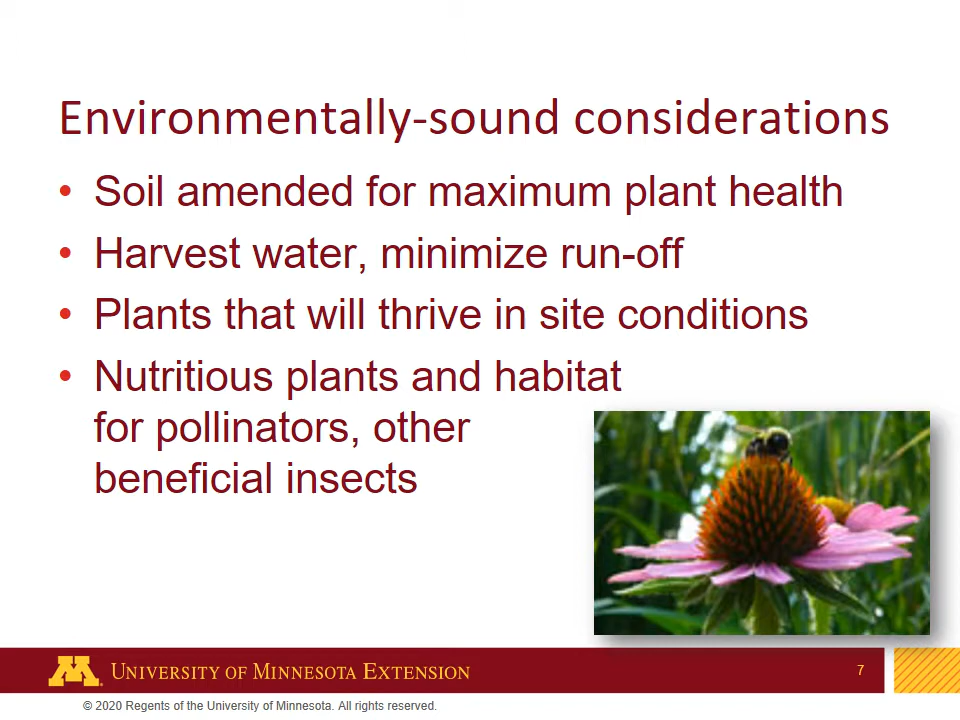 Environmentally-sound considerations
• Soil amended for maximum plant health
• Harvest water, minimize run-off
• Plants that will thrive in site conditions
• Nutritious plants and habitat
for pollinators, other
beneficial insects
M
UNIVERSITY OF MINNESOTA EXTENSION
7
© 2020 Regents of the University of Minnesota. All rights reserved.